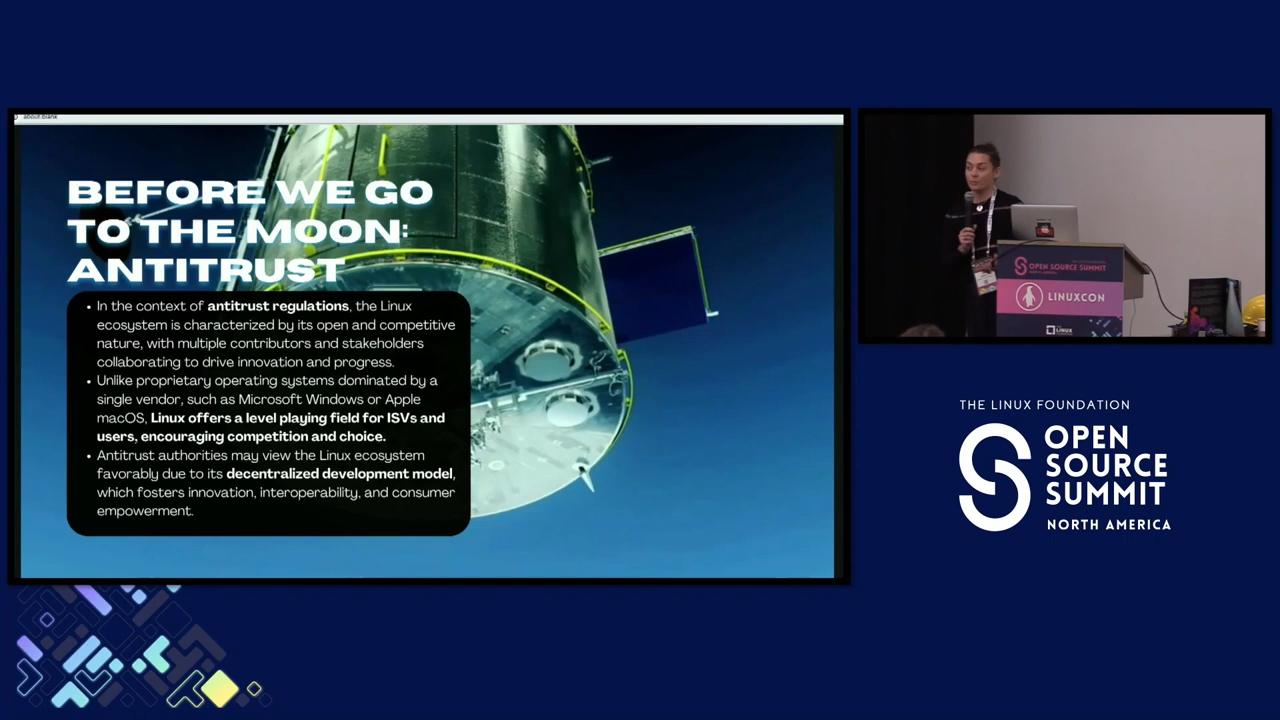 about:blank
BEFORE WE GO
TO THE MOON:
ANTITRUST
• In the context of antitrust regulations, the Linux
ecosystem is characterized by its open and competitive
nature, with multiple contributors and stakeholders
collaborating to drive innovation and progress.
• Unlike proprietary operating systems dominated by a
single vendor, such as Microsoft Windows or Apple
macOS, Linux offers a level playing field for ISVs and
users, encouraging competition and choice.
• Antitrust authorities may view the Linux ecosystem
favorably due to its decentralized development model,
which fosters innovation, interoperability, and consumer
empowerment.
OPEN SOURCE SUMMIT
LINUXCON
LINUX
THE LINUX FOUNDATION
OPEN
SOURCE
SUMMIT
NORTH AMERICA